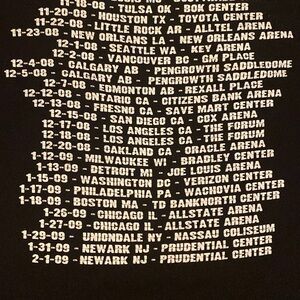 11-18-08 -
11-20-08 - TULSA OK - BOK CENTER
11-20-08 - HOUSTON TX - TOYOTA CENTER
11-22-08 - LITTLE ROCK AR - ALLTEL ARENA
11-23-08 - NEW ORLEANS LA - NEW ORLEANS ARENA
12-1-08 - SEATTLE WA - KEY ARENA
12-2-08 - VANCOUVER BC - GM PLACE
12-4-08 - CALGARY AB - PENGROWTH SADDLEDOME
12-5-08 - CALGARY AB - PENGROWTH SADDLEDOME
12-7-08 - EDMONTON AB - REXALL PLACE
12-12-08 - ONTARIO CA - CITIZENS BANK ARENA
12-13-08 - FRESNO CA - SAVE MART CENTER
12-15-08 - SAN DIEGO CA - COX ARENA
12-17-08 - LOS ANGELES CA - THE FORUM
12-18-08 - LOS ANGELES CA - THE FORUM
12-20-08 - OAKLAND CA - ORACLE ARENA
1-12-09 - MILWAUKEE WI - BRADLEY CENTER
1-13-09 - DETROIT MI - JOE LOUIS ARENA
1-15-09 - WASHINGTON DC - VERIZON CENTER
1-17-09 - PHILADELPHIA PA - WACHOVIA CENTER
1-18-09 - BOSTON MA - TD BANKNORTH CENTER
1-26-09 - CHICAGO IL - ALLSTATE ARENA
1-27-09 - CHICAGO IL - ALLSTATE ARENA
1-29-09 - UNIONDALE NY - NASSAU COLISEUM
1-31-09 - NEWARK NJ - PRUDENTIAL CENTER
2-1-09 - NEWARK NJ - PRUDENTIAL CENTER